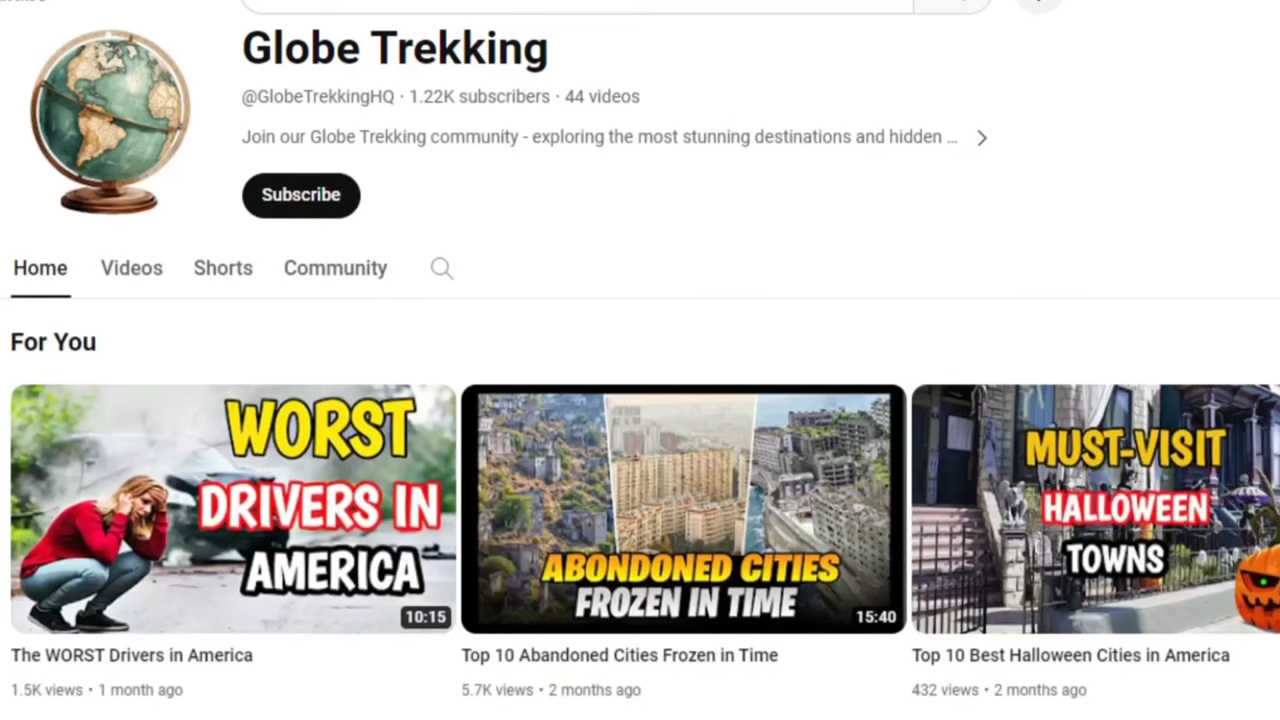 Globe Trekking
@GlobeTrekkingHQ · 1.22K subscribers · 44 videos
Join our Globe Trekking community - exploring the most stunning destinations and hidden ...
Subscribe
Home Videos Shorts Community
For You
WORST
DRIVERS IN
AMERICA
10:15
ABONDONED CITIES
FROZEN IN TIME
15:40
MUST-VISIT
HALLOWEEN
TOWNS
The WORST Drivers in America
1.5K views • 1 month ago
Top 10 Abandoned Cities Frozen in Time
5.7K views • 2 months ago
Top 10 Best Halloween Cities in America
432 views • 2 months ago